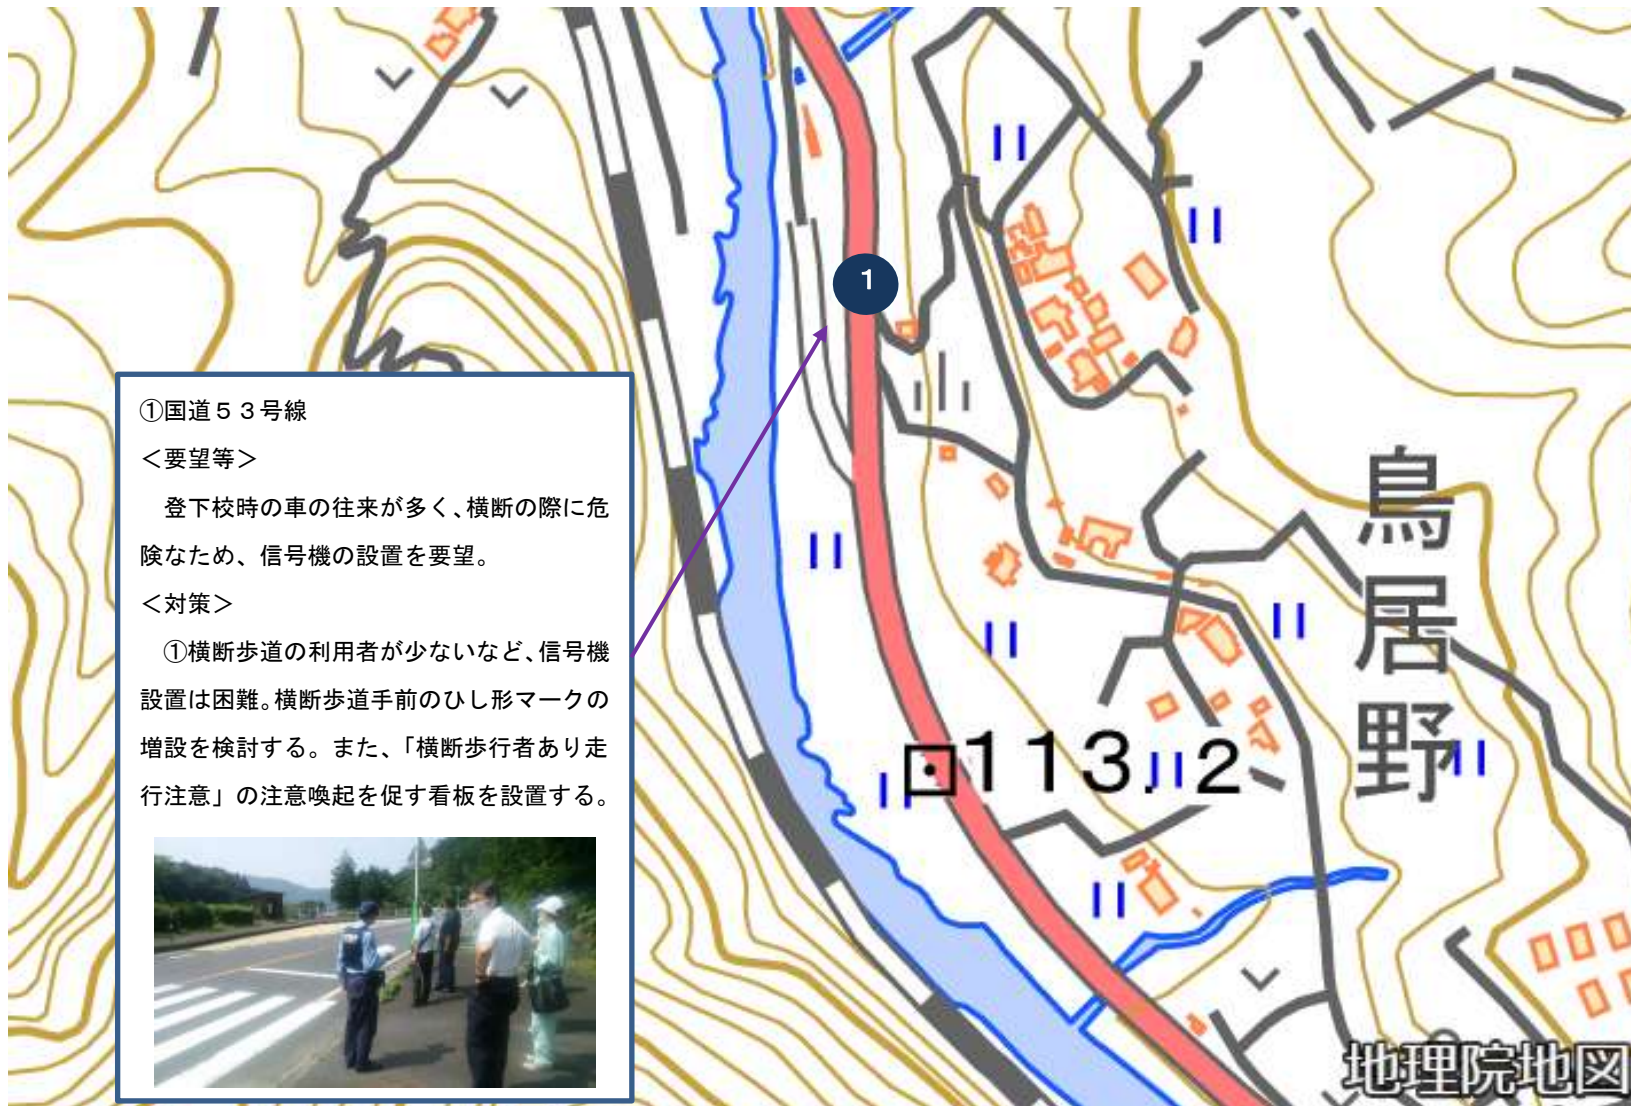 1
①国道５３号線
＜要望等＞
　登下校時の車の往来が多く、横断の際に危
険なため、信号機の設置を要望。
＜対策＞
　①横断歩道の利用者が少ないなど、信号機
設置は困難。横断歩道手前のひし形マークの
増設を検討する。また、「横断歩行者あり走
行注意」の注意喚起を促す看板を設置する。
鳥居野
113.2
地理院地図